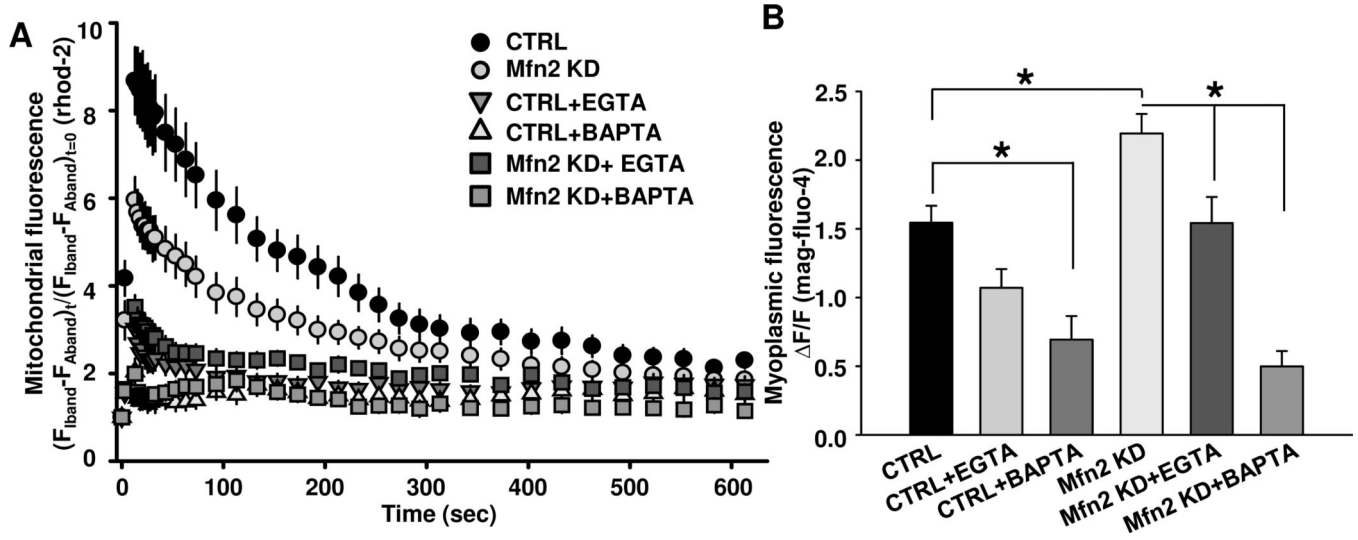 A
Mitochondrial fluorescence
(FIband-FAband)t/(FIband-FAband)t=0 (rhod-2)
10
8
6
4
2
0
0 100 200 300 400 500 600
Time (sec)
CTRL
Mfn2 KD
CTRL+EGTA
CTRL+BAPTA
Mfn2 KD+ EGTA
Mfn2 KD+BAPTA
B
Myoplasmic fluorescence
ΔF/F (mag-fluo-4)
2.5
2.0
1.5
1.0
0.5
0.0
*
*
*
CTRL
CTRL+EGTA
CTRL+BAPTA
Mfn2 KD
Mfn2 KD+EGTA
Mfn2 KD+BAPTA